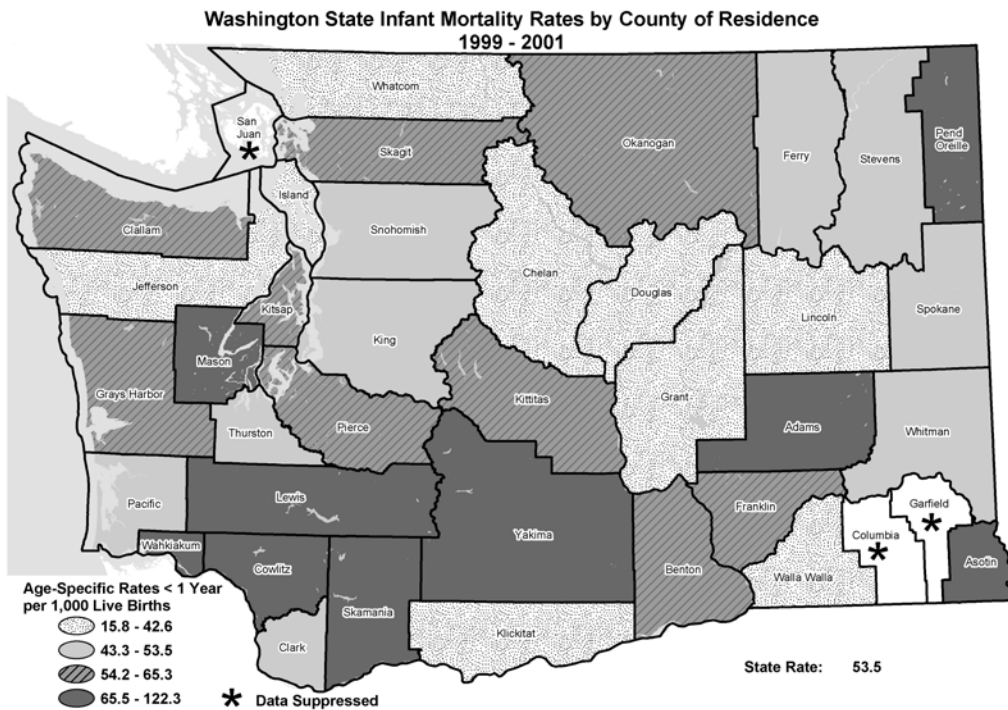 Washington State Infant Mortality Rates by County of Residence
1999 - 2001
Whatcom
San
Juan
*
Skagit
Okanogan
Ferry
Stevens
Pend
Oreille
Island
Clallam
Snohomish
Chelan
Douglas
Jefferson
Kitsap
Lincoln
Spokane
King
Mason
Grays Harbor
Kittitas
Grant
Thurston
Pierce
Adams
Whitman
Pacific
Lewis
Yakima
Franklin
Garfield
*
Columbia
*
Wahkiakum
Cowlitz
Skamania
Benton
Walla Walla
Asotin
Clark
Klickitat
Age-Specific Rates < 1 Year
per 1,000 Live Births
15.8 - 42.6
43.3 - 53.5
54.2 - 65.3
65.5 - 122.3
* Data Suppressed
State Rate: 53.5